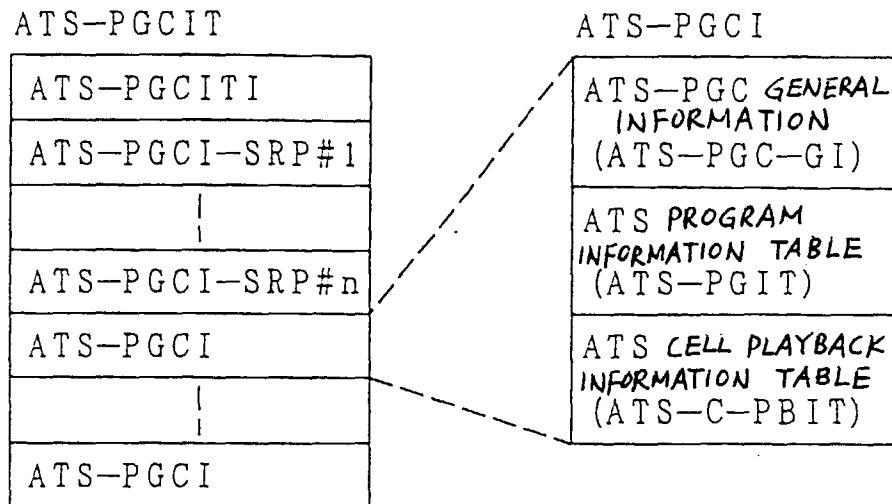 ATS-PGCIT
ATS-PGCITI
ATS-PGCI-SRP#1
ATS-PGCI-SRP#n
ATS-PGCI
ATS-PGCI
ATS-PGCI
ATS-PGC GENERAL
INFORMATION
(ATS-PGC-GI)
ATS PROGRAM
INFORMATION TABLE
(ATS-PGIT)
ATS CELL PLAYBACK
INFORMATION TABLE
(ATS-C-PBIT)